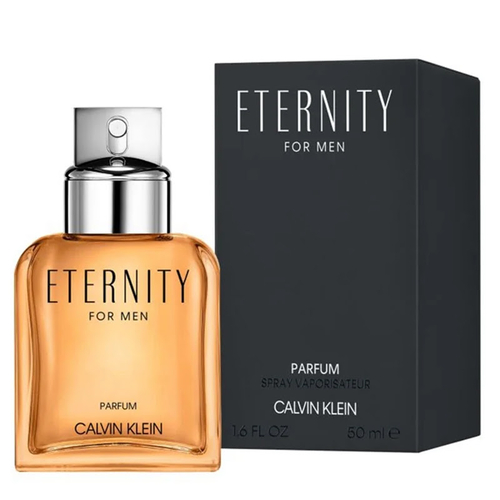 ETERNITY
FOR MEN
PARFUM
CALVIN KLEIN
ETERNITY
FOR MEN
PARFUM
SPRAY VAPORISATEUR
CALVIN KLEIN
1.6 FL OZ 50 ml ℮